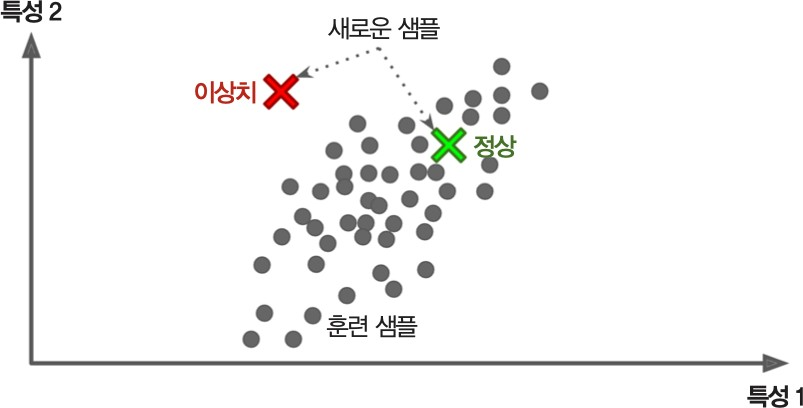 특성 2
새로운 샘플
이상치
정상
훈련 샘플
특성 1